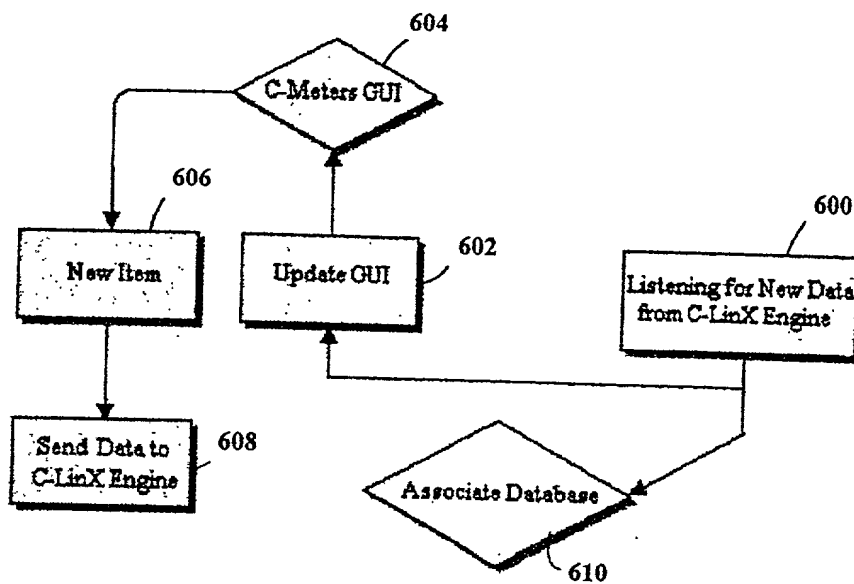 604
C-Meters GUI
606
New Item
602
Update GUI
600
Listening for New Data
from C-LinX Engine
Send Data to
C-LinX Engine
608
Associate Database
610